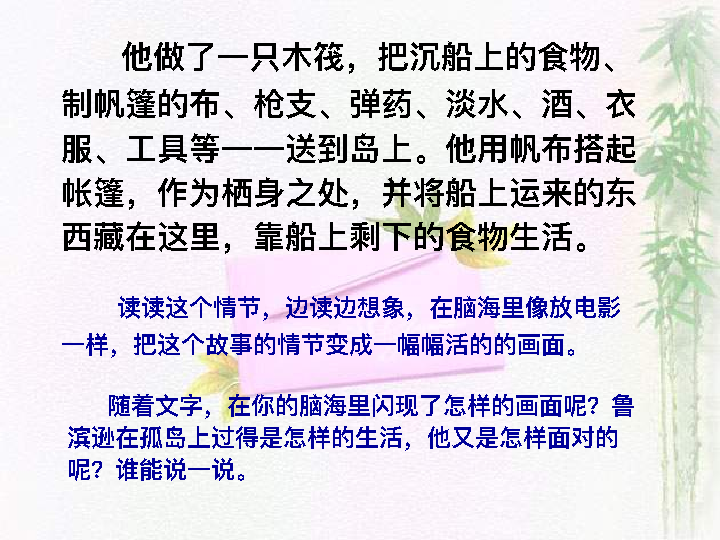 他做了一只木筏，把沉船上的食物、
制帆篷的布、枪支、弹药、淡水、酒、衣
服、工具等一一送到岛上。他用帆布搭起
帐篷，作为栖身之处，并将船上运来的东
西藏在这里，靠船上剩下的食物生活。
读读这个情节，边读边想象，在脑海里像放电影
一样，把这个故事的情节变成一幅幅活的的画面。
随着文字，在你的脑海里闪现了怎样的画面呢？鲁
滨逊在孤岛上过得是怎样的生活，他又是怎样面对的
呢？谁能说一说。